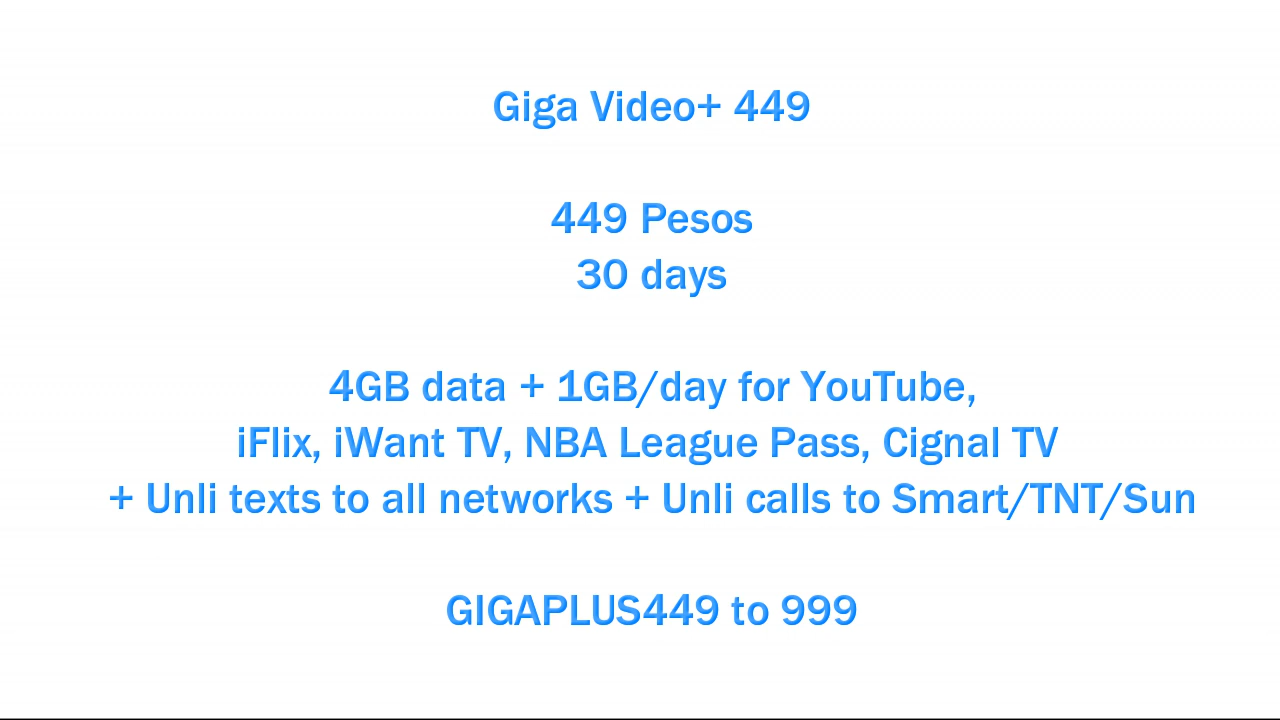 Giga Video+ 449
449 Pesos
30 days
4GB data + 1GB/day for YouTube,
iFlix, iWant TV, NBA League Pass, Cignal TV
+ Unli texts to all networks + Unli calls to Smart/TNT/Sun
GIGAPLUS449 to 999